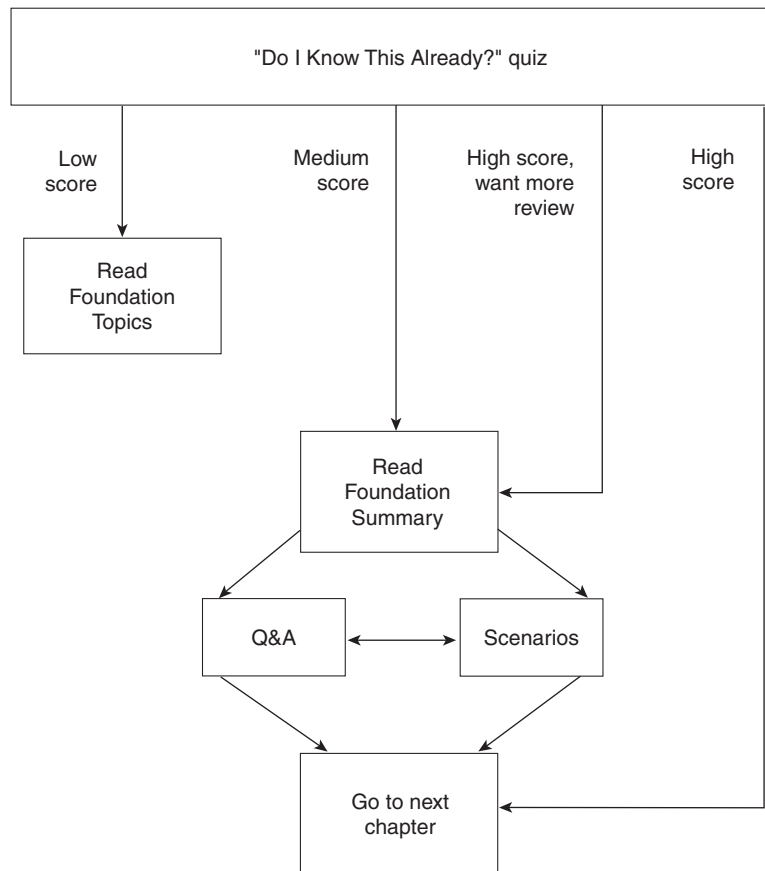 "Do I Know This Already?" quiz
Low
score
Medium
score
High score,
want more
review
High
score
Read
Foundation
Topics
Read
Foundation
Summary
Q&A
Scenarios
Go to next
chapter